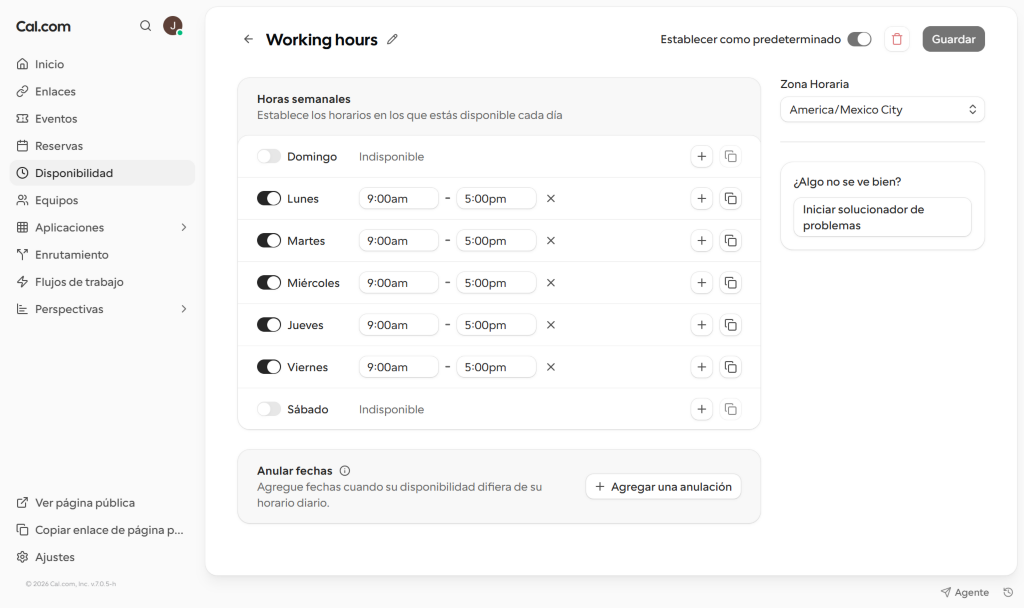 Cal.com
J
Inicio
Enlaces
Eventos
Reservas
Disponibilidad
Equipos
Aplicaciones
Enrutamiento
Flujos de trabajo
Perspectivas
Ver página pública
Copiar enlace de página p...
Ajustes
© 2026 Cal.com, Inc. v.7.0.5-h
Working hours
Establecer como predeterminado
Guardar
Horas semanales
Establece los horarios en los que estás disponible cada día
Domingo Indisponible
Lunes 9:00am - 5:00pm
Martes 9:00am - 5:00pm
Miércoles 9:00am - 5:00pm
Jueves 9:00am - 5:00pm
Viernes 9:00am - 5:00pm
Sábado Indisponible
Anular fechas
Agregue fechas cuando su disponibilidad difiera de su
horario diario.
Agregar una anulación
Zona Horaria
America/Mexico City
¿Algo no se ve bien?
Iniciar solucionador de
problemas
Agente